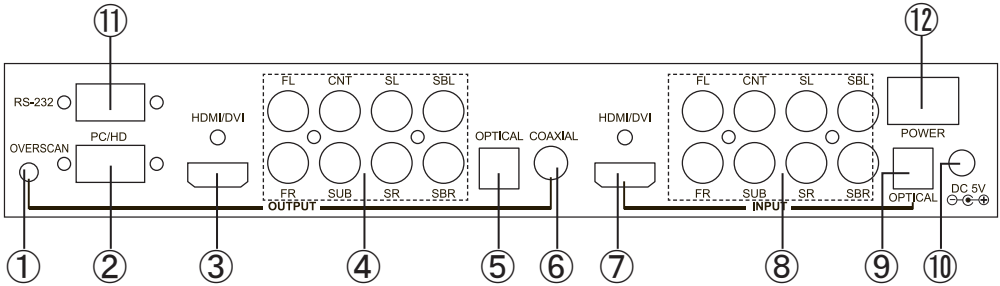 ⑪ ⑫
FL CNT SL SBL FL CNT SL SBL
RS-232
HDMI/DVI HDMI/DVI
PC/HD POWER
OVERSCAN OPTICAL COAXIAL
FR SUB SR SBR FR SUB SR SBR OPTICAL DC 5V
OUTPUT INPUT
① ② ③ ④ ⑤ ⑥ ⑦ ⑧ ⑨ ⑩